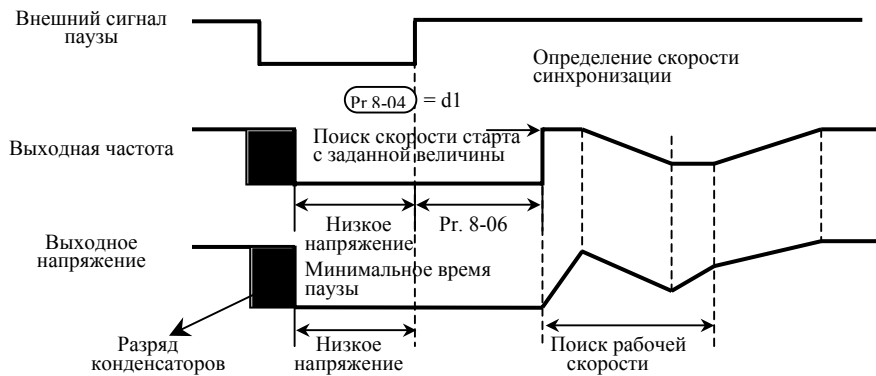 Внешний сигнал
паузы
Определение скорости
синхронизации
Pr 8-04 = d1
Выходная частота
Поиск скорости старта
с заданной величины
Низкое
напряжение
Pr. 8-06
Выходное
напряжение
Минимальное время
паузы
Разряд
конденсаторов
Низкое
напряжение
Поиск рабочей
скорости